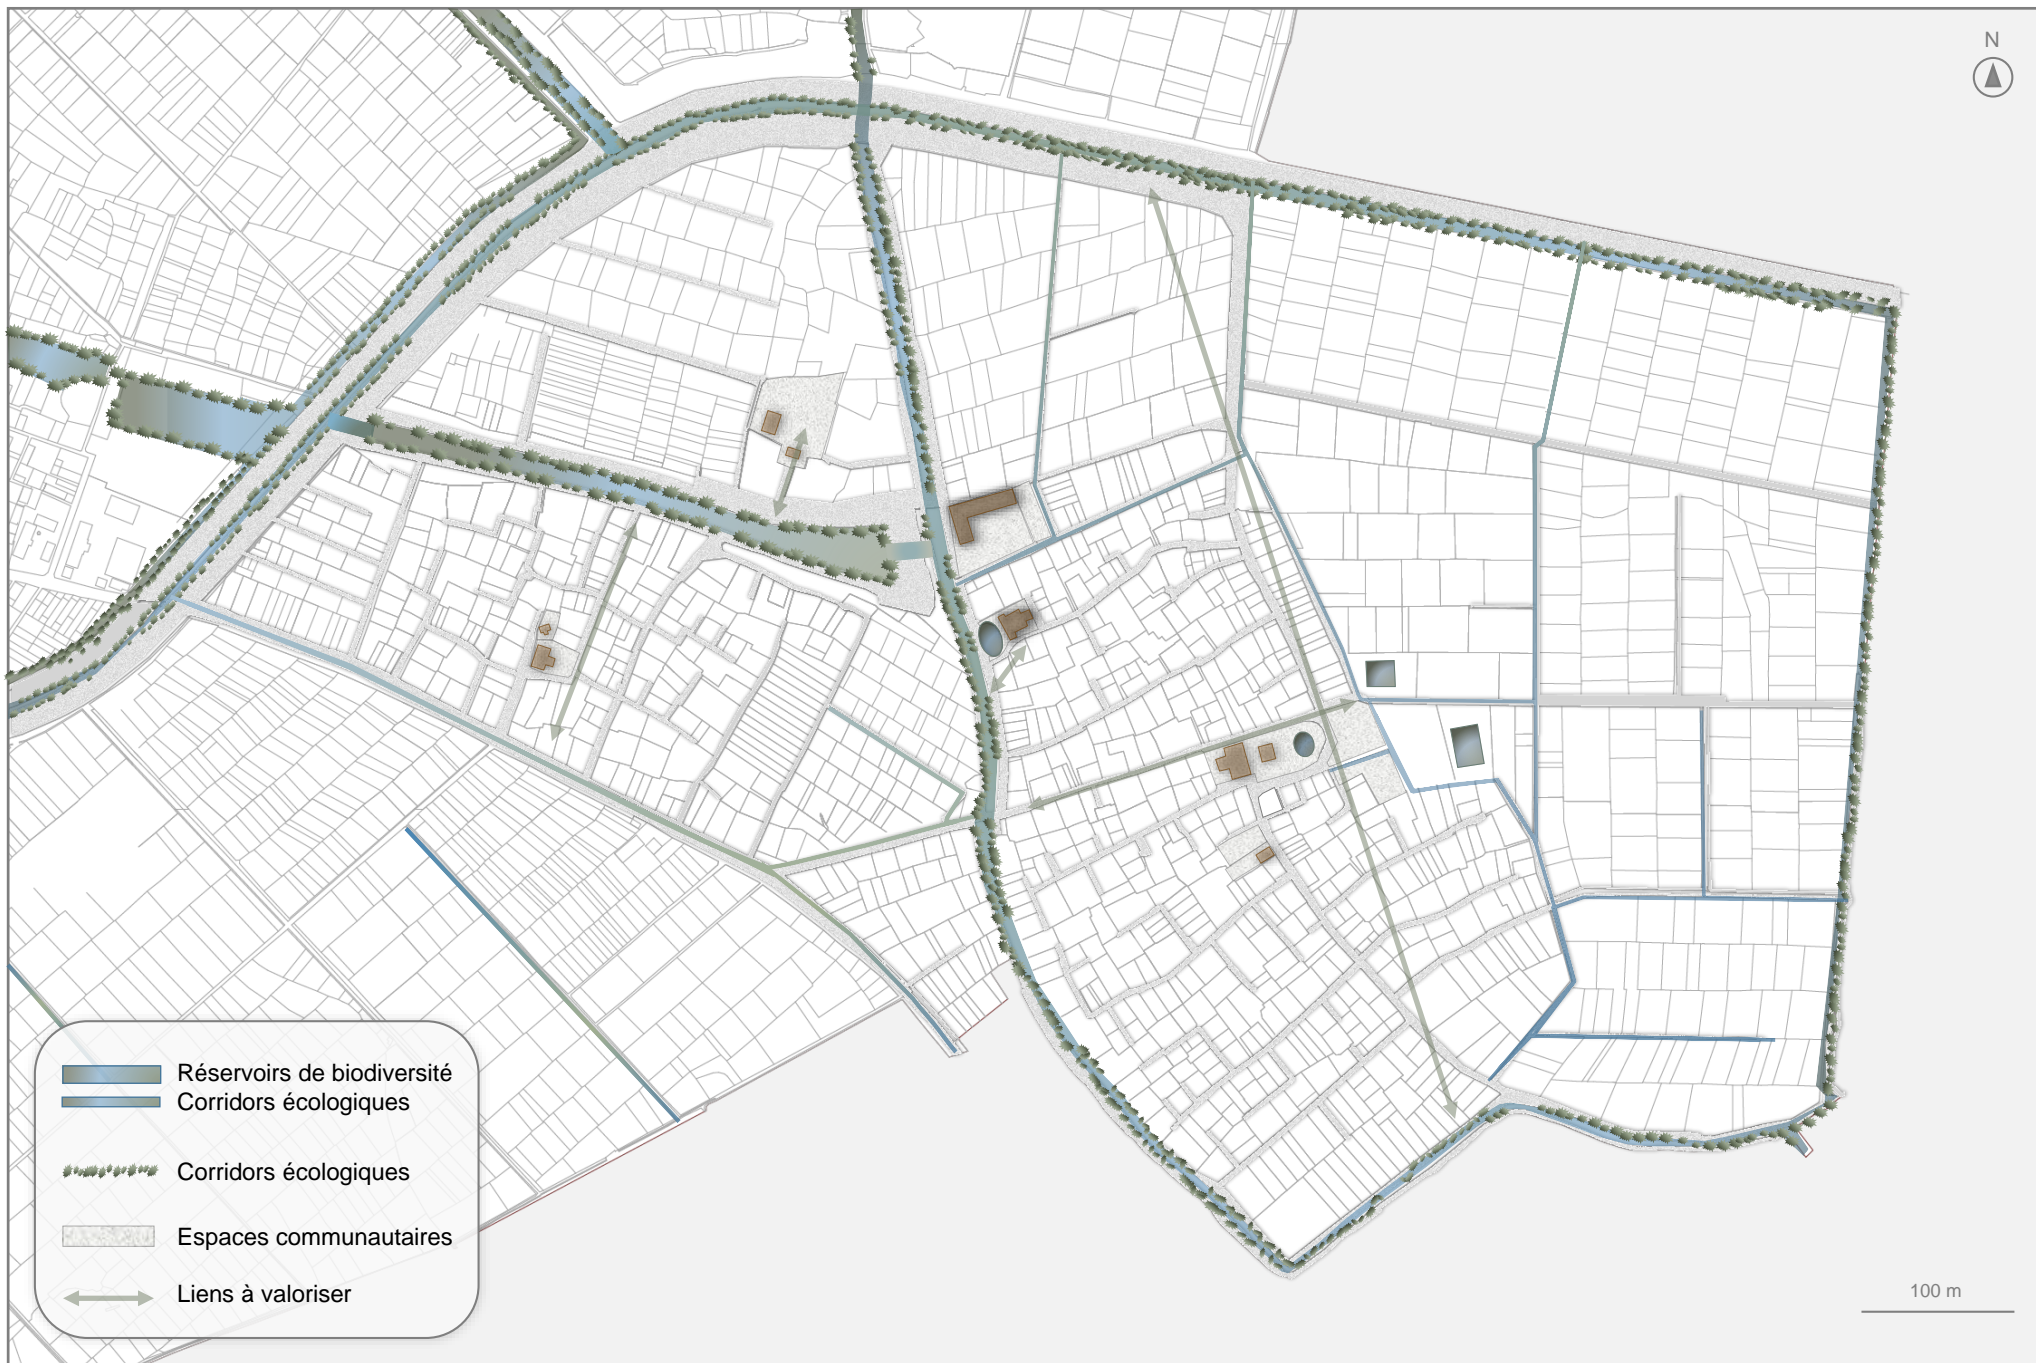 N
Réservoirs de biodiversité
Corridors écologiques
Corridors écologiques
Espaces communautaires
Liens à valoriser
100 m